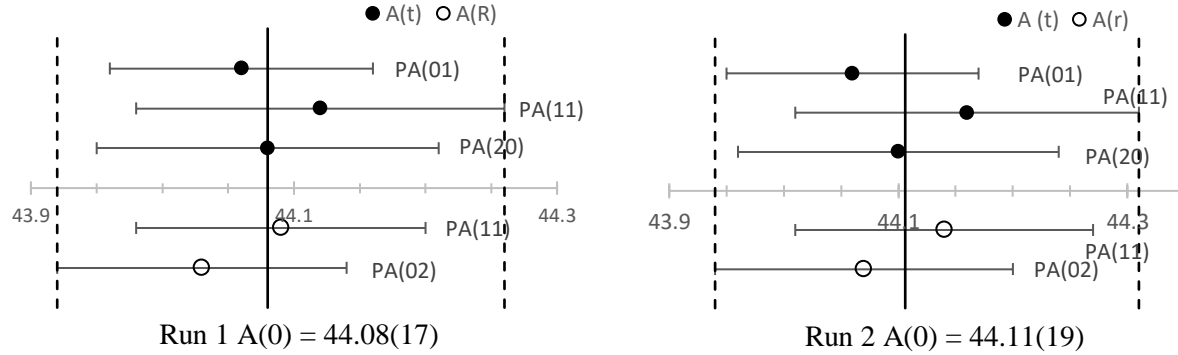 A(t) A(R)
PA(01)
PA(11)
PA(20)
43.9 44.1 44.3
PA(11)
PA(02)
Run 1 A(0) = 44.08(17)
A (t) A(r)
PA(01)
PA(11)
PA(20)
43.9 44.1 44.3
PA(11)
PA(02)
Run 2 A(0) = 44.11(19)